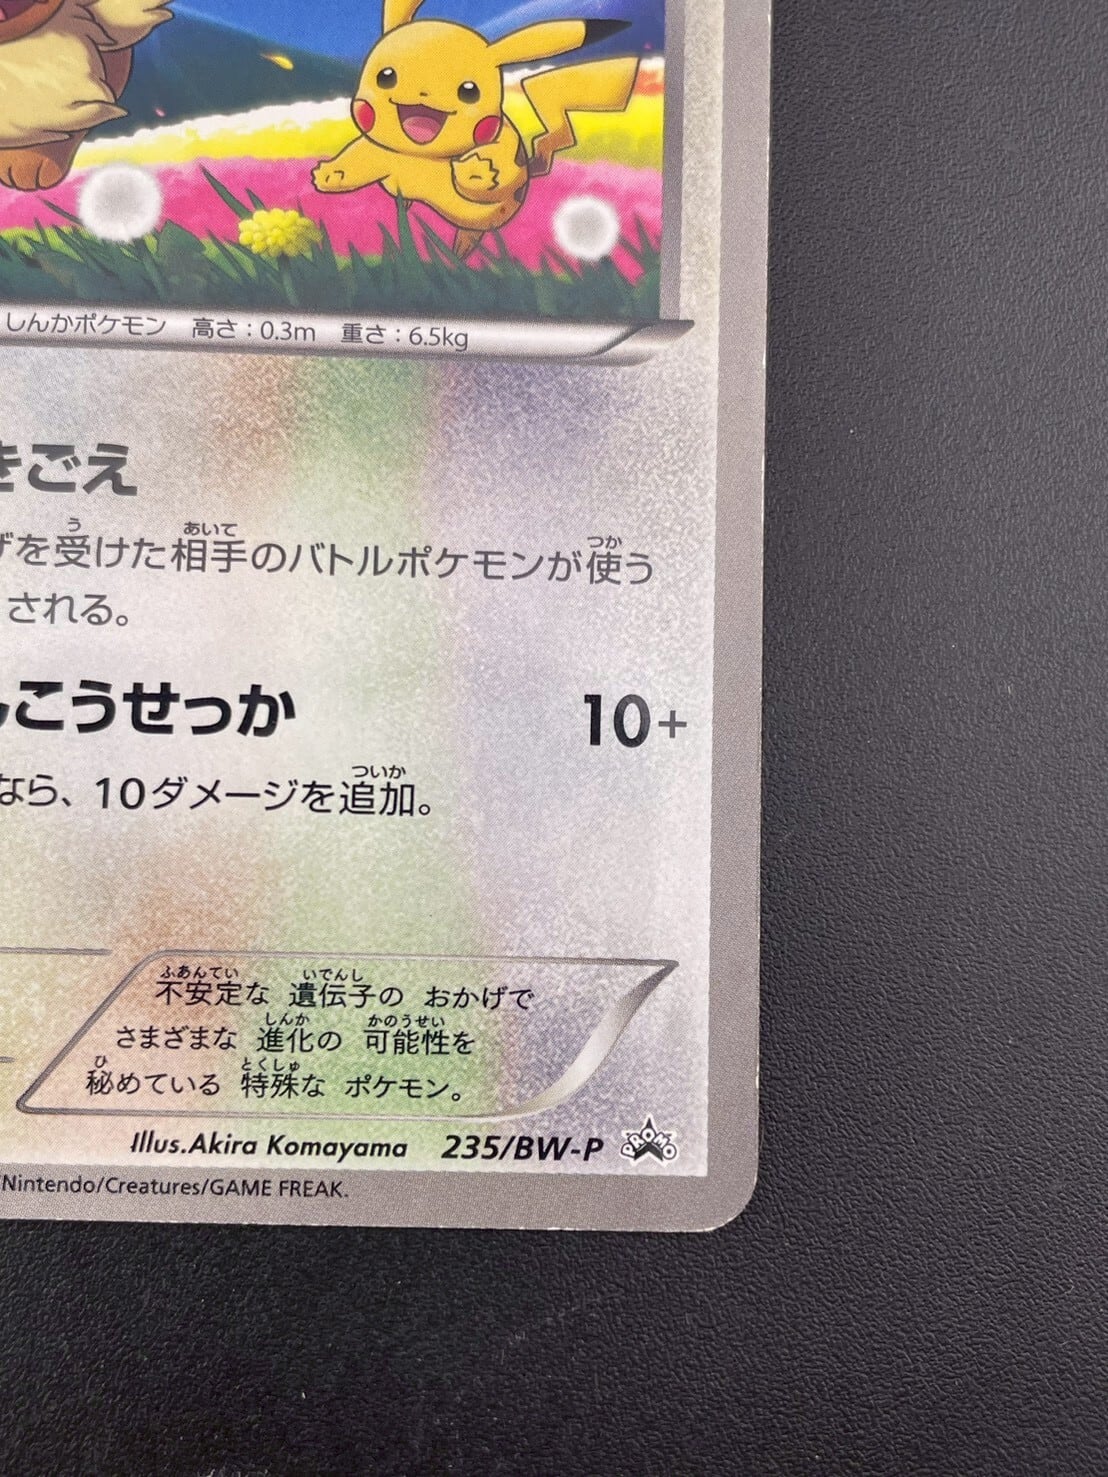 しんかポケモン 高さ:0.3m 重さ:6.5kg
きごえ
ザを受けた相手のバトルポケモンが使う
される。
んこうせっか 10+
なら、10ダメージを追加。
不安定な 遺伝子の おかげで
さまざまな 進化の 可能性を
秘めている 特殊な ポケモン。
Illus.Akira Komayama 235/BW-P PROMO
Nintendo/Creatures/GAME FREAK.